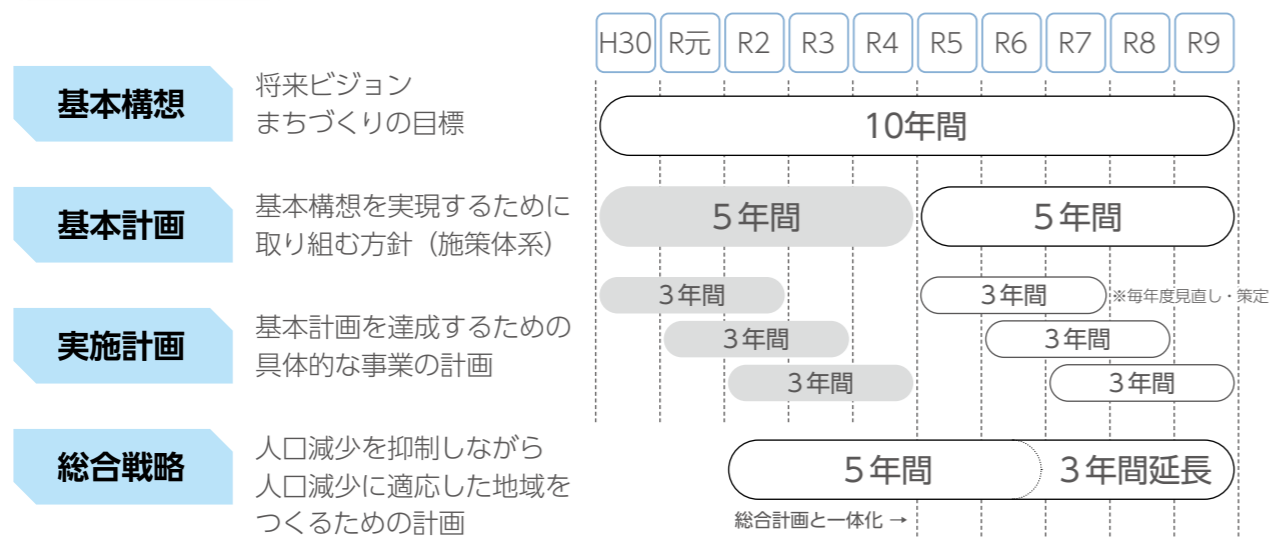 H30 R元 R2 R3 R4 R5 R6 R7 R8 R9
基本構想
将来ビジョン
まちづくりの目標
10年間
基本計画
基本構想を実現するために
取り組む方針（施策体系）
５年間
５年間
実施計画
基本計画を達成するための
具体的な事業の計画
３年間
３年間
３年間
３年間
※毎年度見直し・策定
３年間
３年間
総合戦略
人口減少を抑制しながら
人口減少に適応した地域を
つくるための計画
５年間
３年間延長
総合計画と一体化 →